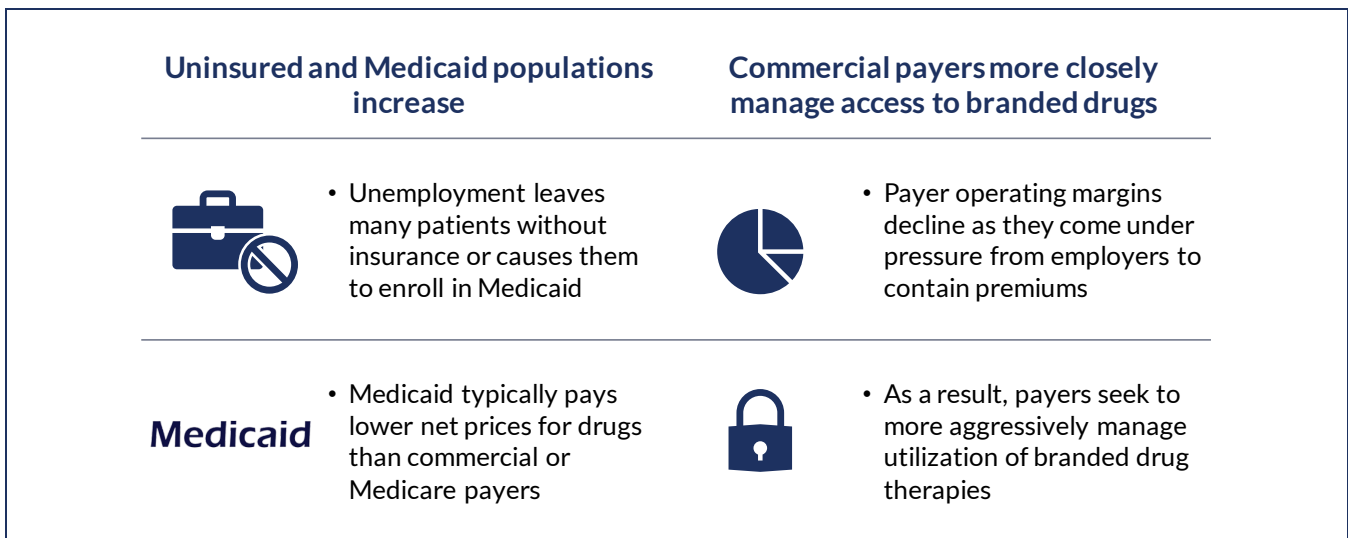 Uninsured and Medicaid populations
increase
Commercial payers more closely
manage access to branded drugs
• Unemployment leaves
many patients without
insurance or causes them
to enroll in Medicaid
• Payer operating margins
decline as they come under
pressure from employers to
contain premiums
Medicaid
• Medicaid typically pays
lower net prices for drugs
than commercial or
Medicare payers
• As a result, payers seek to
more aggressively manage
utilization of branded drug
therapies